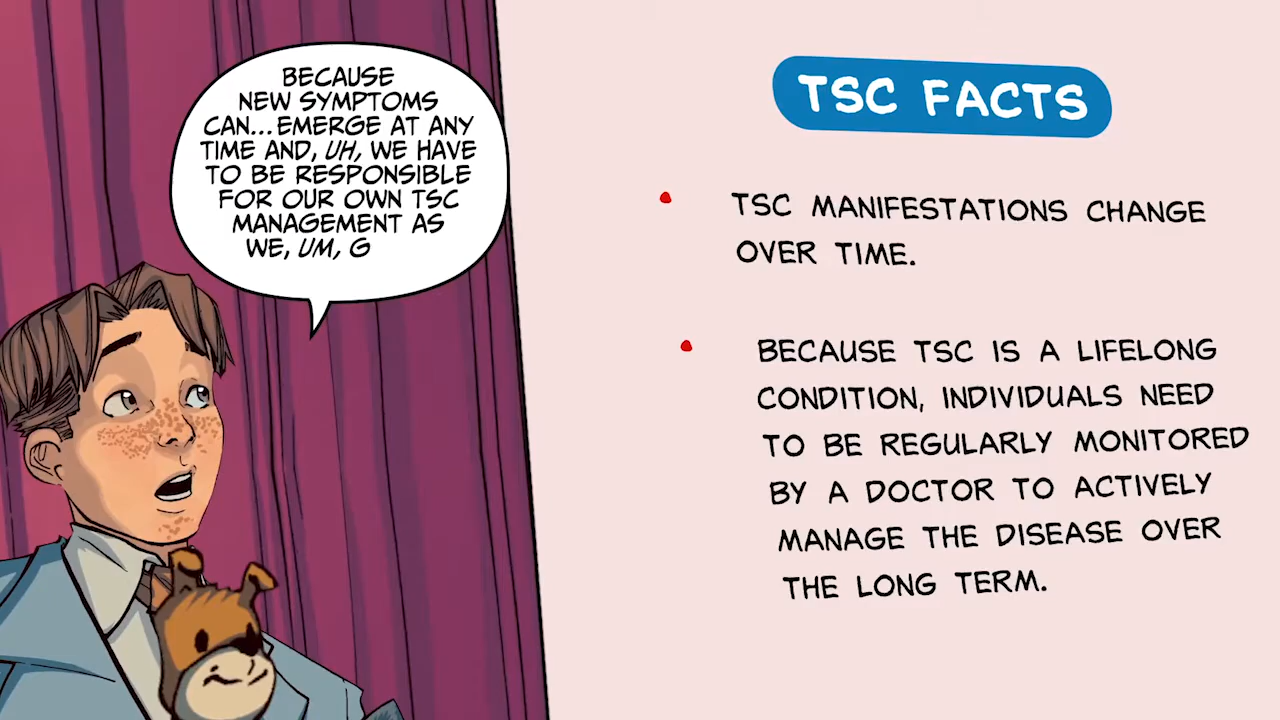 BECAUSE
NEW SYMPTOMS
CAN...EMERGE AT ANY
TIME AND, UH, WE HAVE
TO BE RESPONSIBLE
FOR OUR OWN TSC
MANAGEMENT AS
WE, UM, G
TSC FACTS
TSC MANIFESTATIONS CHANGE
OVER TIME.
BECAUSE TSC IS A LIFELONG
CONDITION, INDIVIDUALS NEED
TO BE REGULARLY MONITORED
BY A DOCTOR TO ACTIVELY
MANAGE THE DISEASE OVER
THE LONG TERM.